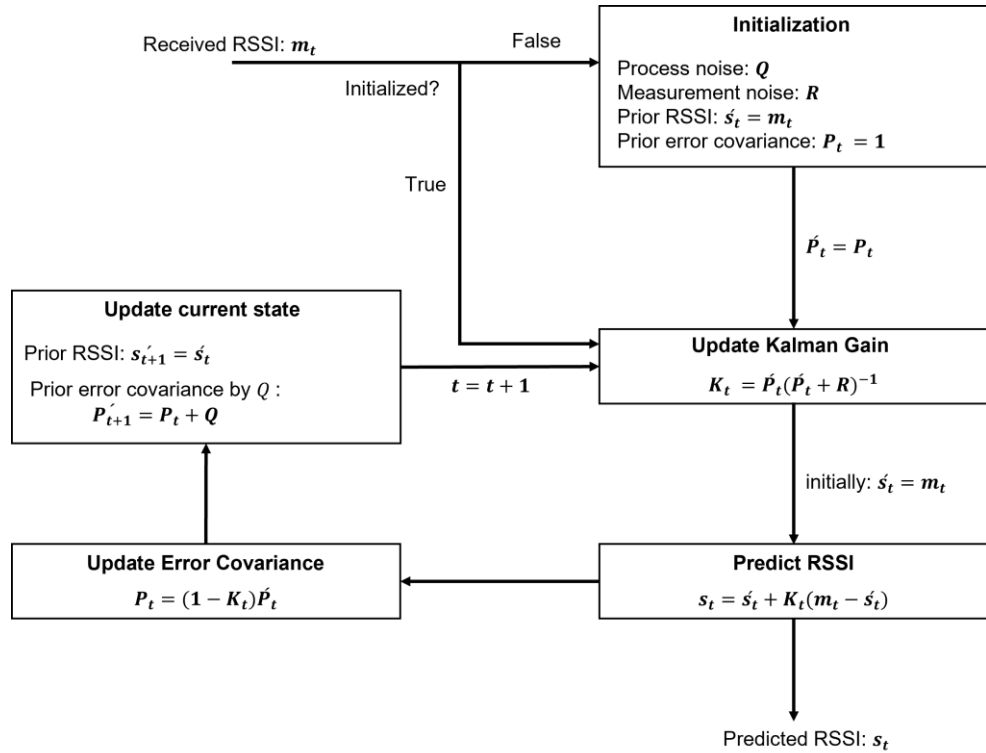 Received RSSI: mₜ
False
Initialized?
True
Initialization
Process noise: Q
Measurement noise: R
Prior RSSI: śₜ = mₜ
Prior error covariance: Pₜ = 1
Ṕₜ = Pₜ
Update current state
Prior RSSI: s′ₜ₊₁ = śₜ
Prior error covariance by Q :
P′ₜ₊₁ = Pₜ + Q
t = t + 1
Update Kalman Gain
Kₜ = Ṕₜ(Ṕₜ + R)⁻¹
initially: śₜ = mₜ
Update Error Covariance
Pₜ = (1 − Kₜ)Ṕₜ
Predict RSSI
sₜ = śₜ + Kₜ(mₜ − śₜ)
Predicted RSSI: sₜ